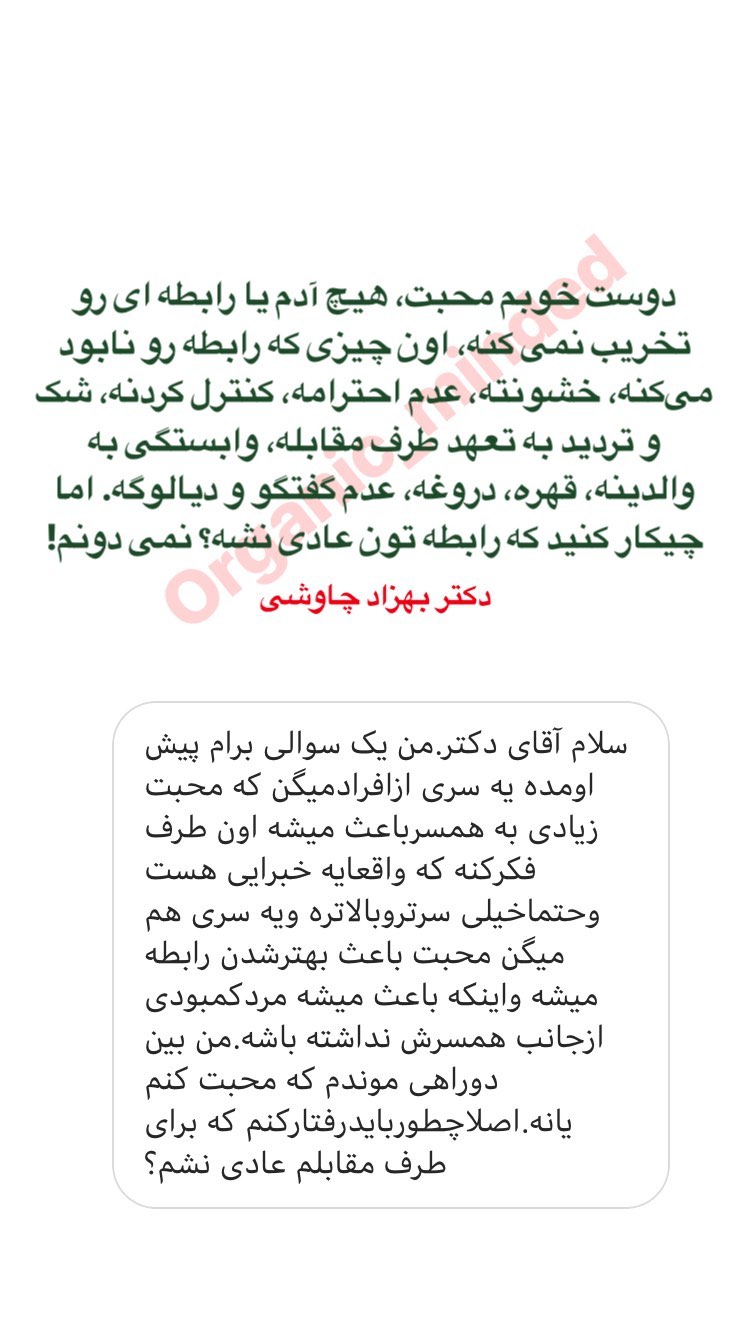 دوست خوبم محبت، هیچ آدم یا رابطه ای رو
تخریب نمی کنه، اون چیزی که رابطه رو نابود
می‌کنه، خشونته، عدم احترامه، کنترل کردنه، شک
و تردید به تعهد طرف مقابله، وابستگی به
والدینه، قهره، دروغه، عدم گفتگو و دیالوگه. اما
چیکار کنید که رابطه تون عادی نشه؟ نمی دونم!
دکتر بهزاد چاوشی
Organic_minded
سلام آقای دکتر.من یک سوالی برام پیش
اومده یه سری ازافرادمیگن که محبت
زیادی به همسرباعث میشه اون طرف
فکرکنه که واقعایه خبرایی هست
وحتماخیلی سرتروبالاتره ویه سری هم
میگن محبت باعث بهترشدن رابطه
میشه واینکه باعث میشه مردکمبودی
ازجانب همسرش نداشته باشه.من بین
دوراهی موندم که محبت کنم
یانه.اصلاچطوربایدرفتارکنم که برای
طرف مقابلم عادی نشم؟